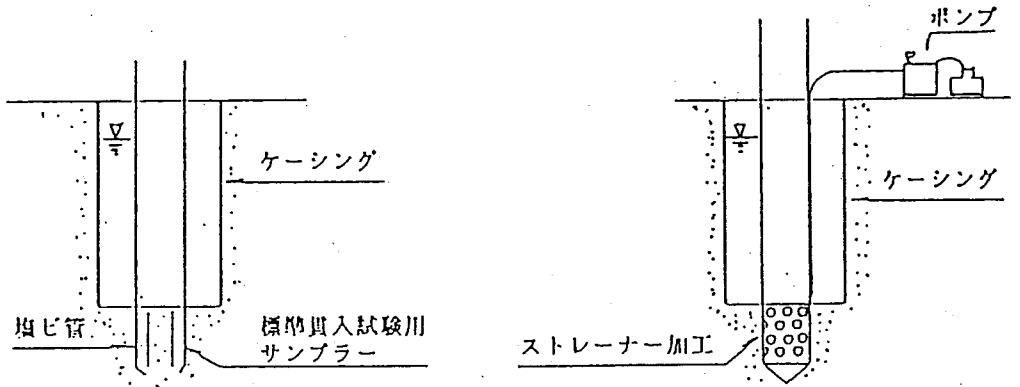 ケーシング
塩ビ管
標準貫入試験用
サンプラー
ポンプ
ケーシング
ストレーナー加工